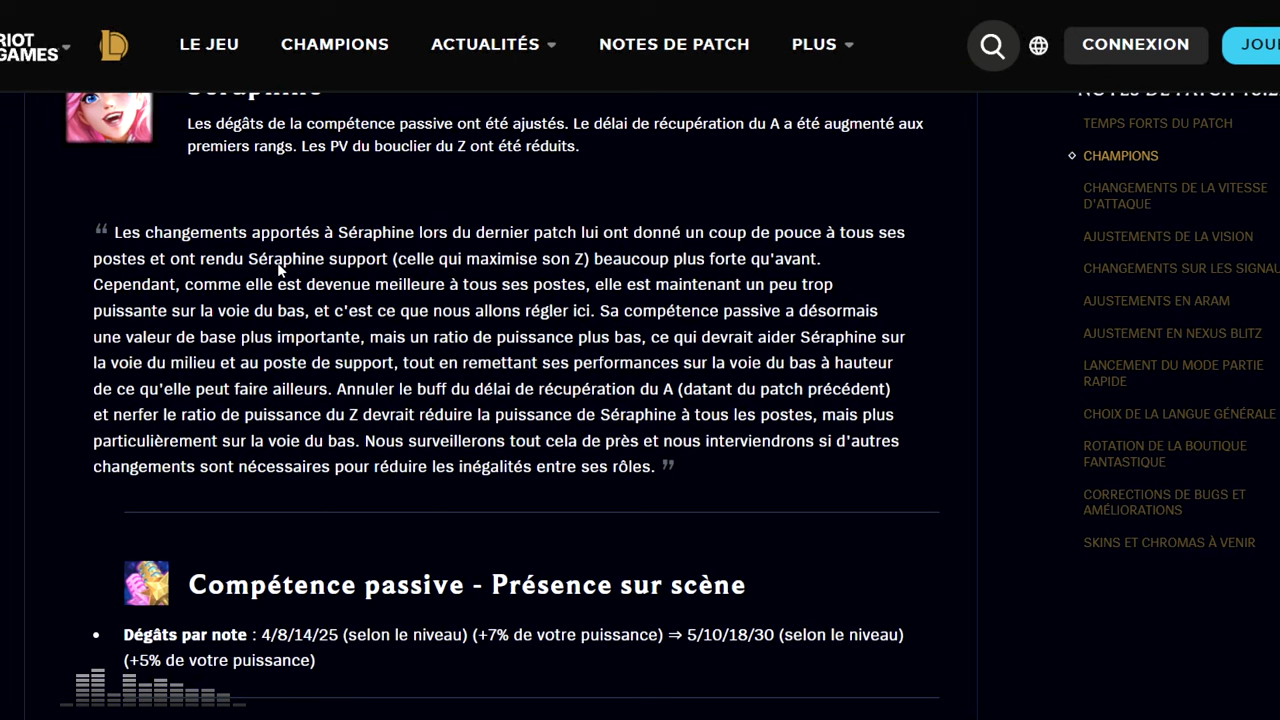 RIOT
GAMES
LE JEU
CHAMPIONS
ACTUALITÉS
NOTES DE PATCH
PLUS
CONNEXION
Séraphine
Les dégâts de la compétence passive ont été ajustés. Le délai de récupération du A a été augmenté aux
premiers rangs. Les PV du bouclier du Z ont été réduits.
“ Les changements apportés à Séraphine lors du dernier patch lui ont donné un coup de pouce à tous ses
postes et ont rendu Séraphine support (celle qui maximise son Z) beaucoup plus forte qu'avant.
Cependant, comme elle est devenue meilleure à tous ses postes, elle est maintenant un peu trop
puissante sur la voie du bas, et c'est ce que nous allons régler ici. Sa compétence passive a désormais
une valeur de base plus importante, mais un ratio de puissance plus bas, ce qui devrait aider Séraphine sur
la voie du milieu et au poste de support, tout en remettant ses performances sur la voie du bas à hauteur
de ce qu'elle peut faire ailleurs. Annuler le buff du délai de récupération du A (datant du patch précédent)
et nerfer le ratio de puissance du Z devrait réduire la puissance de Séraphine à tous les postes, mais plus
particulièrement sur la voie du bas. Nous surveillerons tout cela de près et nous interviendrons si d'autres
changements sont nécessaires pour réduire les inégalités entre ses rôles. ”
Compétence passive - Présence sur scène
• Dégâts par note : 4/8/14/25 (selon le niveau) (+7% de votre puissance) ⇒ 5/10/18/30 (selon le niveau)
(+5% de votre puissance)
NOTES DE PATCH
TEMPS FORTS DU PATCH
CHAMPIONS
CHANGEMENTS DE LA VITESSE
D'ATTAQUE
AJUSTEMENTS DE LA VISION
CHANGEMENTS SUR LES SIGNAU
AJUSTEMENTS EN ARAM
AJUSTEMENT EN NEXUS BLITZ
LANCEMENT DU MODE PARTIE
RAPIDE
CHOIX DE LA LANGUE GÉNÉRALE
ROTATION DE LA BOUTIQUE
FANTASTIQUE
CORRECTIONS DE BUGS ET
AMÉLIORATIONS
SKINS ET CHROMAS À VENIR